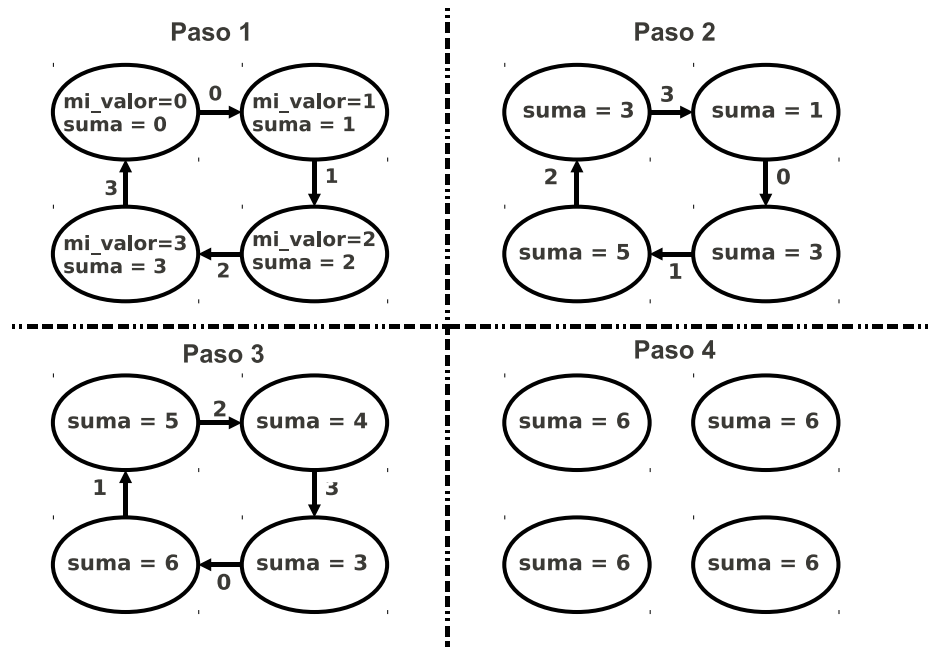 Paso 1
mi_valor=0
suma = 0
0
mi_valor=1
suma = 1
3
1
mi_valor=3
suma = 3
2
mi_valor=2
suma = 2
Paso 2
suma = 3
3
suma = 1
2
0
suma = 5
1
suma = 3
Paso 3
suma = 5
2
suma = 4
1
3
suma = 6
0
suma = 3
Paso 4
suma = 6
suma = 6
suma = 6
suma = 6